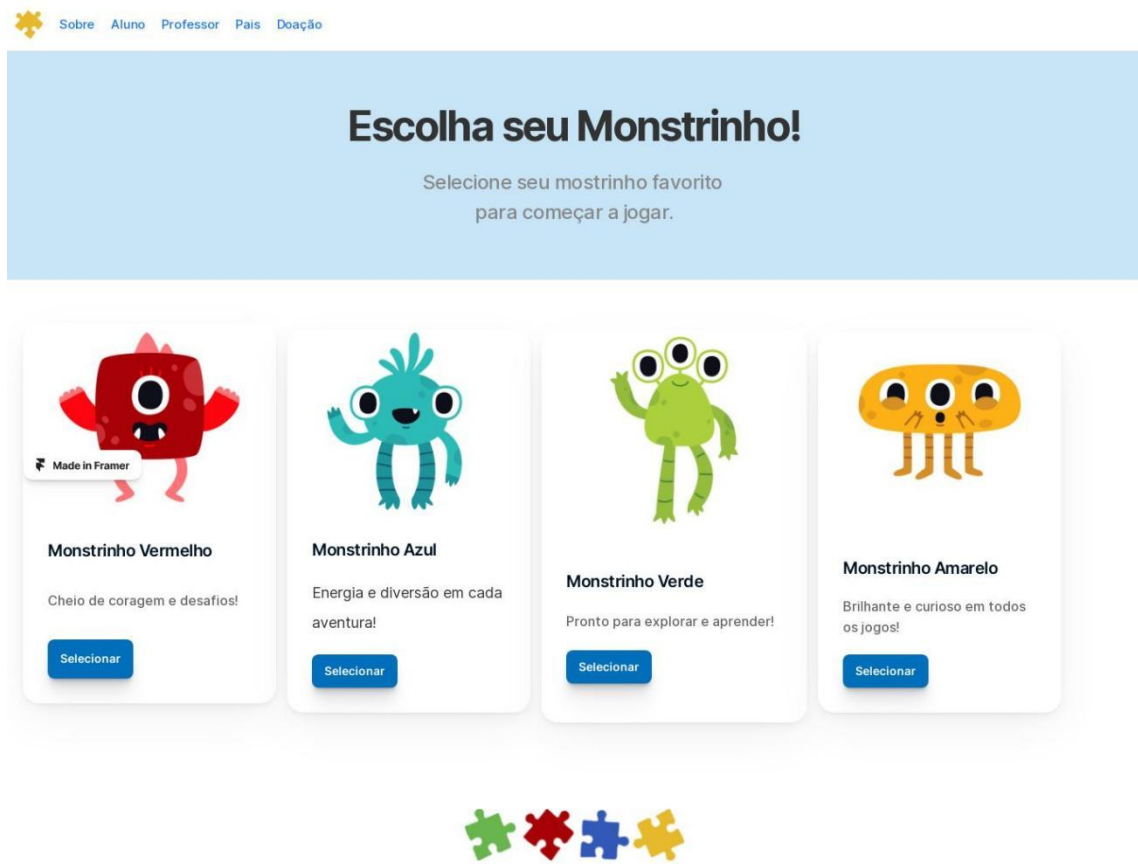 Sobre Aluno Professor Pais Doação
Escolha seu Monstrinho!
Selecione seu mostrinho favorito
para começar a jogar.
Made in Framer
Monstrinho Vermelho
Cheio de coragem e desafios!
Selecionar
Monstrinho Azul
Energia e diversão em cada
aventura!
Selecionar
Monstrinho Verde
Pronto para explorar e aprender!
Selecionar
Monstrinho Amarelo
Brilhante e curioso em todos
os jogos!
Selecionar